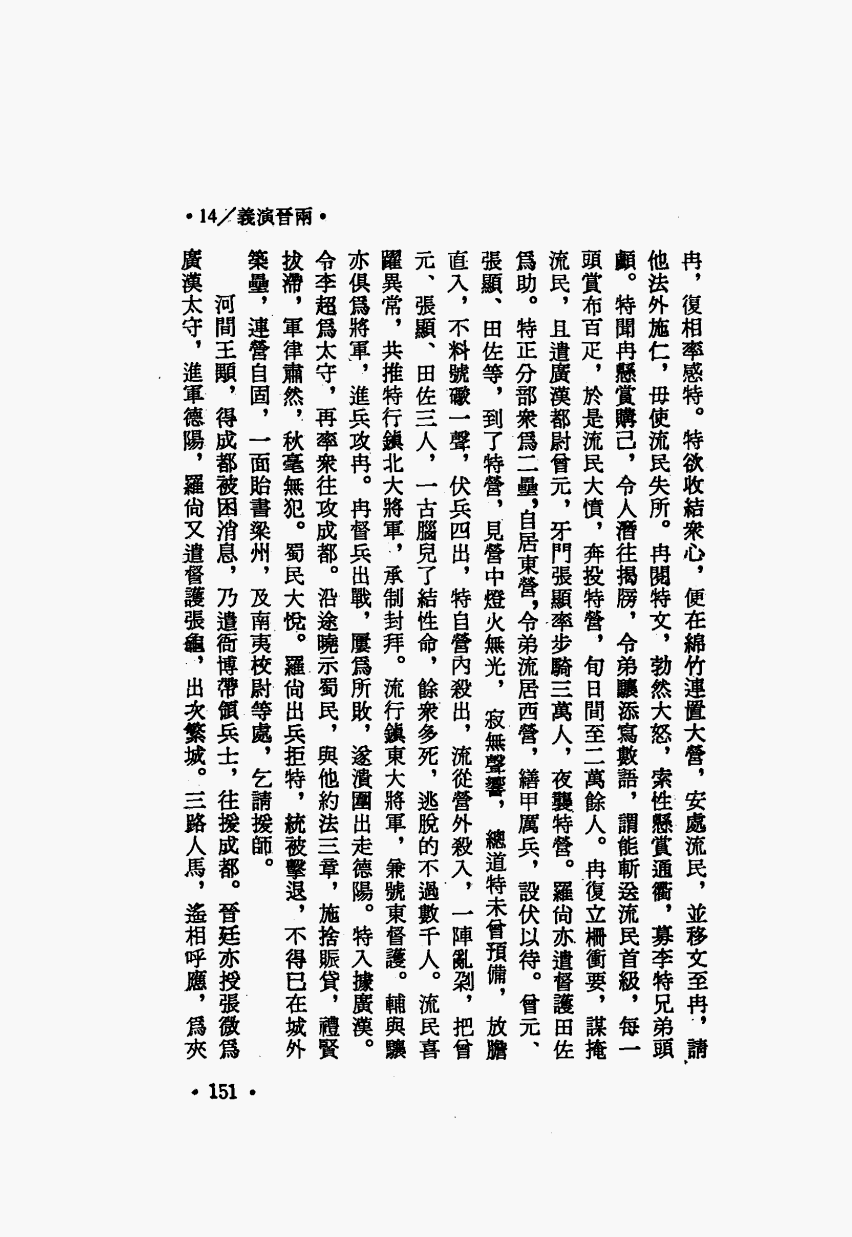 •兩晉演義／14•
冉，復相率感特。特欲收結衆心，便在綿竹連置大營，安處流民，並移文至冉，請
他法外施仁，毋使流民失所。冉閱特文，勃然大怒，索性懸賞通衢，募李特兄弟頭
顱。特聞冉懸賞購己，令人潛往揭牓，令弟驤添寫數語，謂能斬送流民首級，每一
頭賞布百疋，於是流民大憤，奔投特營，旬日間至二萬餘人。冉復立柵衝要，謀掩
流民，且遣廣漢都尉曾元，牙門張顯率步騎三萬人，夜襲特營。羅尙亦遣督護田佐
爲助。特正分部衆爲二壘，自居東營，令弟流居西營，繕甲厲兵，設伏以待。曾元、
張顯、田佐等，到了特營，見營中燈火無光，寂無聲響，總道特未曾預備，放膽
直入，不料號礮一聲，伏兵四出，特自營內殺出，流從營外殺入，一陣亂剁，把曾
元、張顯、田佐三人，一古腦兒了結性命，餘衆多死，逃脫的不過數千人。流民喜
躍異常，共推特行鎭北大將軍，承制封拜。流行鎭東大將軍，兼號東督護。輔與驤
亦俱爲將軍，進兵攻冉。冉督兵出戰，屢爲所敗，遂潰圍出走德陽。特入據廣漢。
令李超爲太守，再率衆往攻成都。沿途曉示蜀民，與他約法三章，施捨賑貸，禮賢
拔滯，軍律肅然，秋毫無犯。蜀民大悅。羅尙出兵拒特，統被擊退，不得已在城外
築壘，連營自固，一面貽書梁州，及南夷校尉等處，乞請援師。
河間王顒，得成都被困消息，乃遣衙博帶領兵士，往援成都。晉廷亦授張微爲
廣漢太守，進軍德陽，羅尙又遣督護張龜，出次繁城。三路人馬，遙相呼應，爲夾
•151•